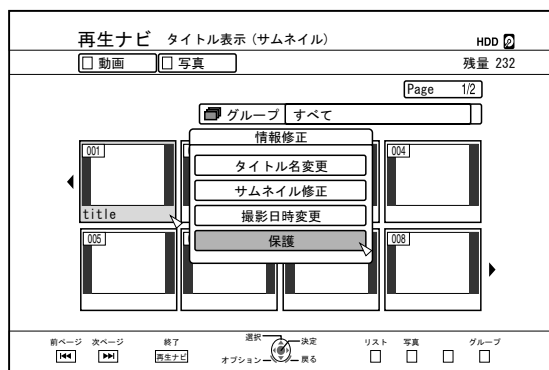 再生ナビ タイトル表示 (サムネイル) HDD
動画 写真 残量 232
Page 1/2
グループ すべて
情報修正
001 004
タイトル名変更
サムネイル修正
title 撮影日時変更
005 保護 008
前ページ 次ページ 終了 選択 決定 リスト 写真 グループ
再生ナビ オプション 戻る